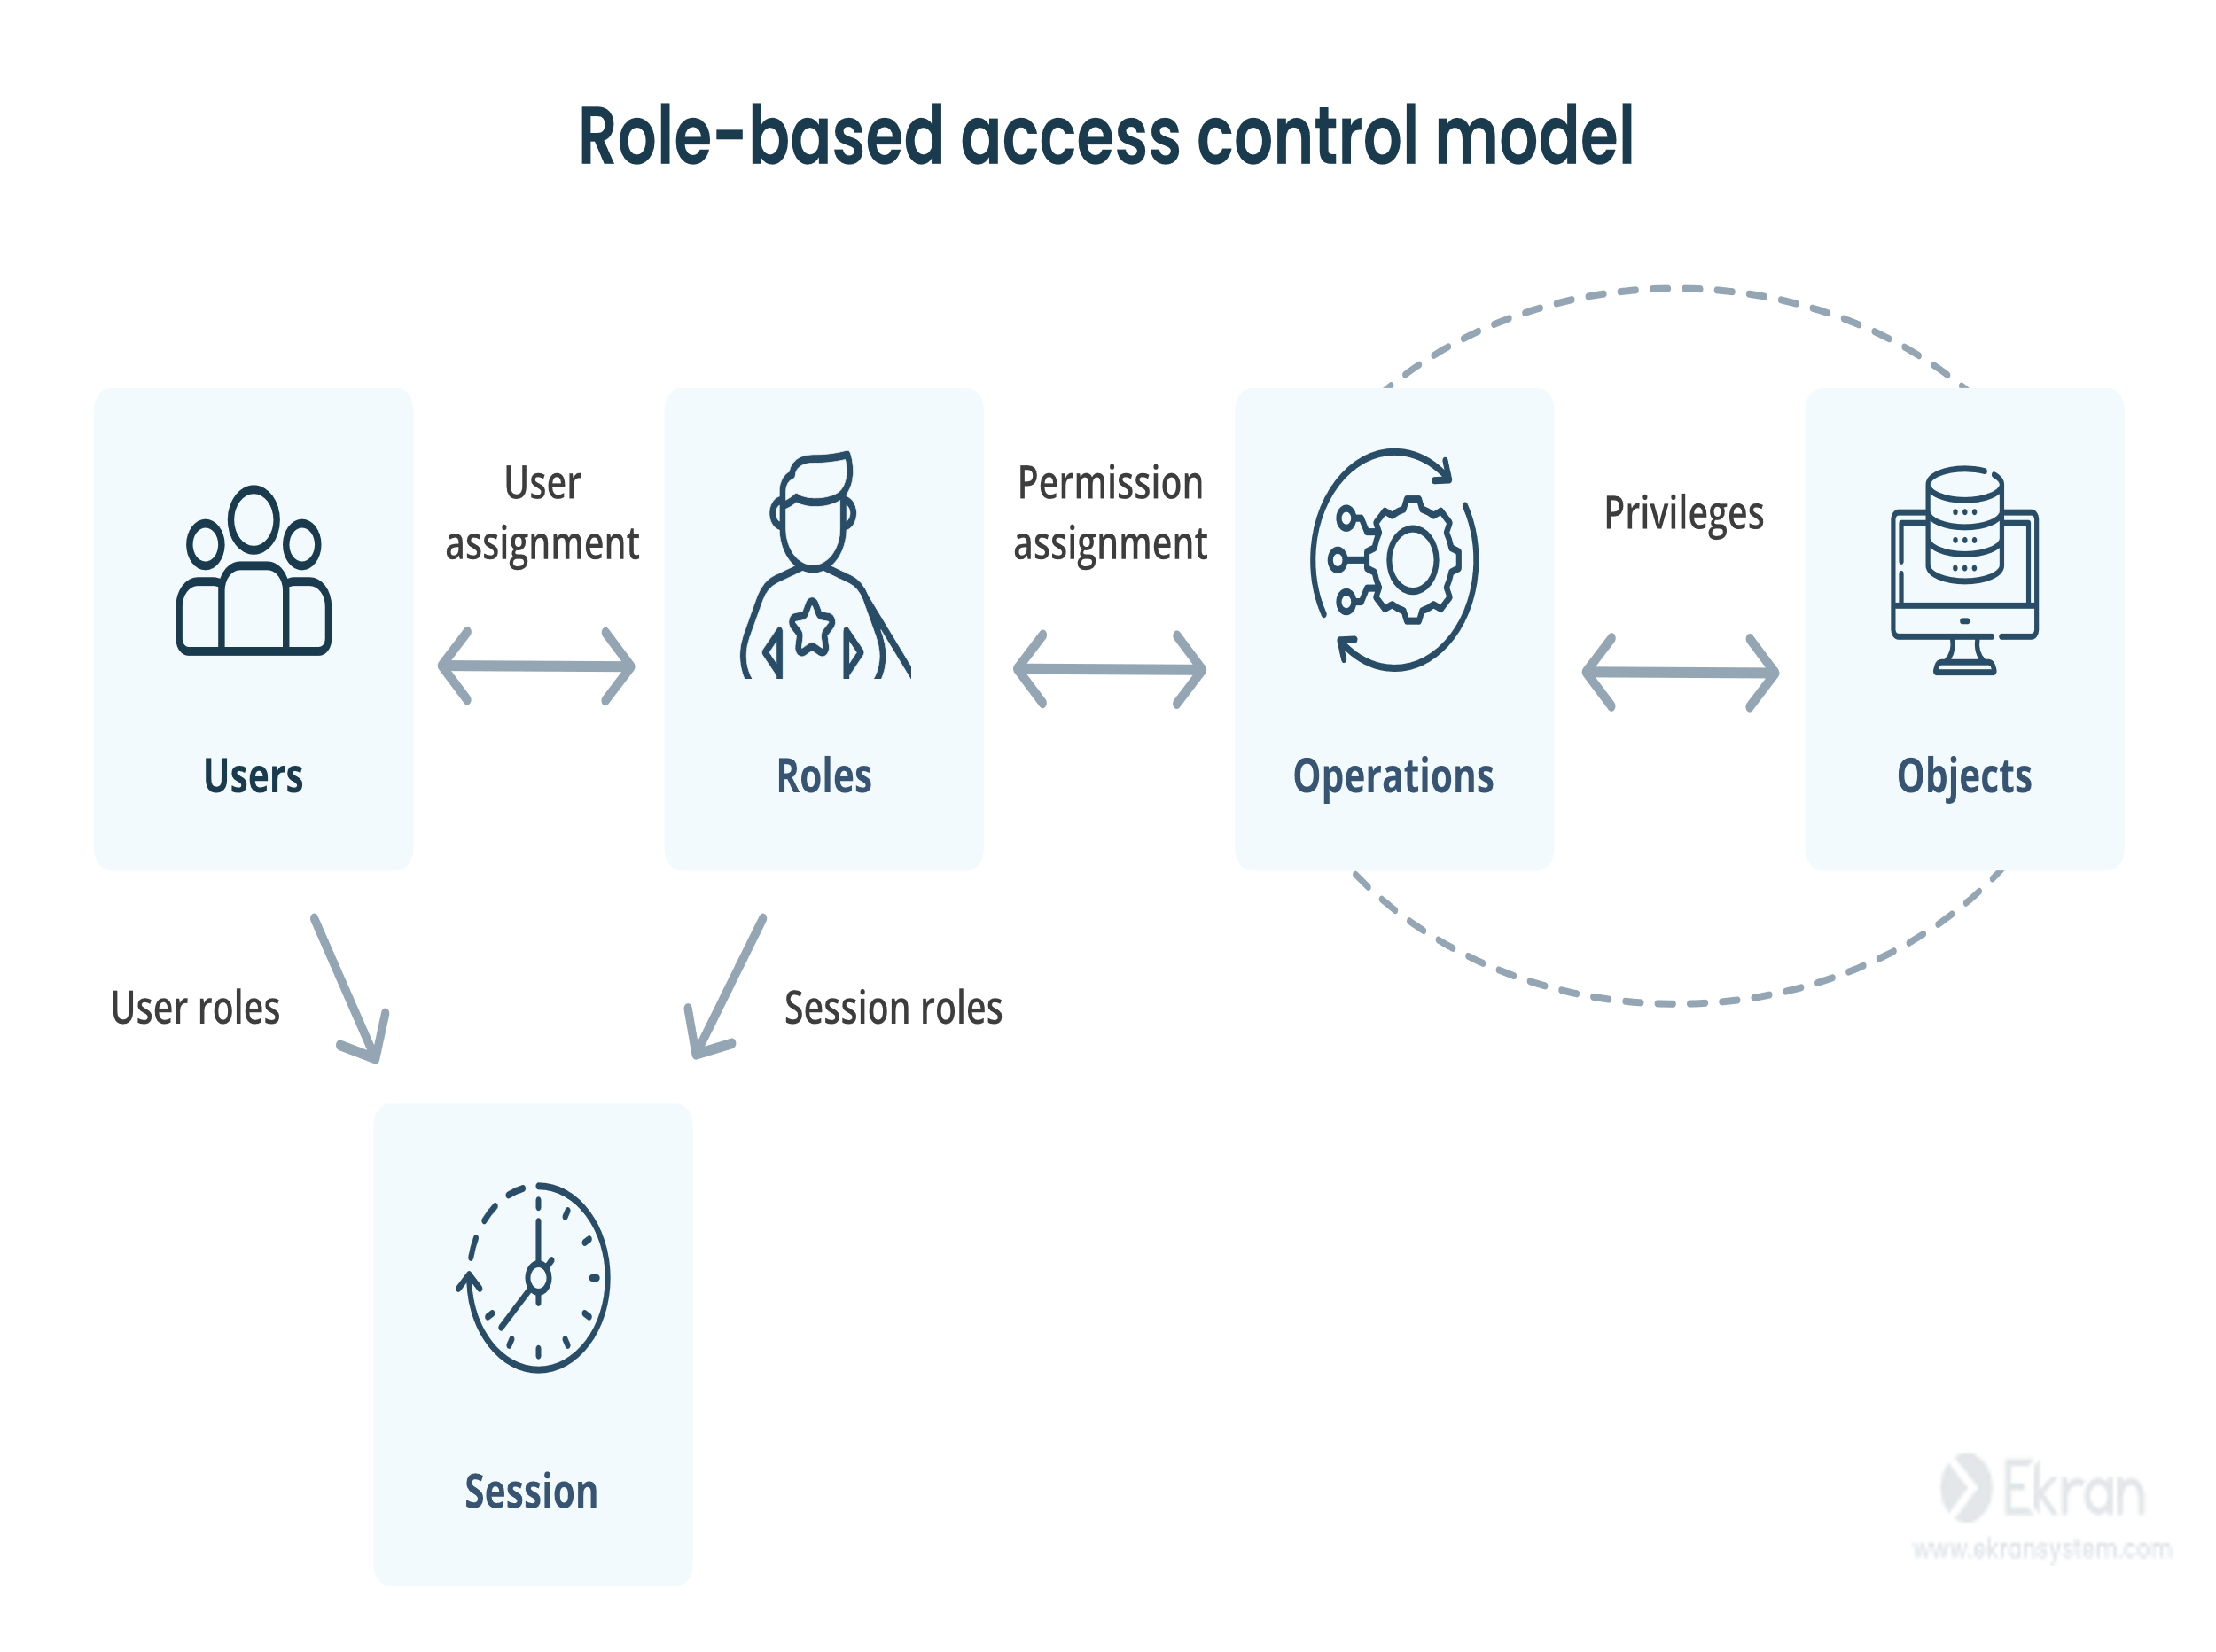 Role-based access control model
User
assignment
Permission
assignment
Privileges
Users
Roles
Operations
Objects
User roles
Session roles
Session
Ekran
www.ekransystem.com